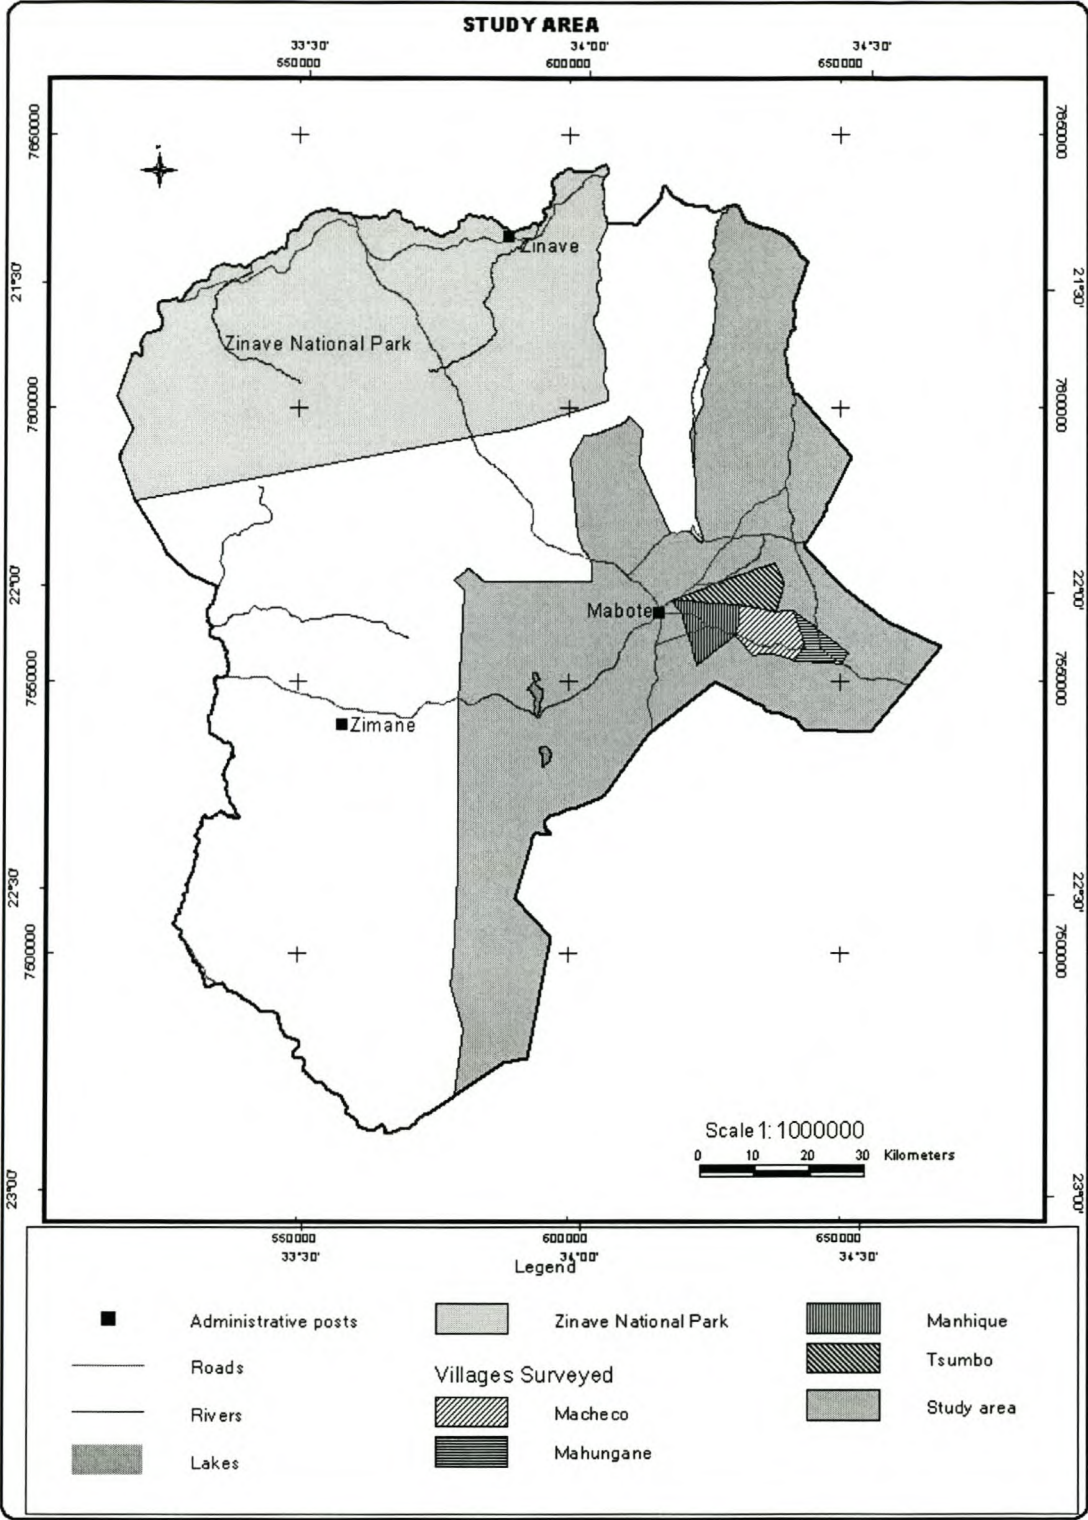 STUDY AREA
33°30' 34°00' 34°30'
550000 600000 650000
7650000 7650000
Zinave
21°30' 21°30'
Zinave National Park
7600000 7600000
22°00' 22°00'
Mabote
7550000 7550000
Zimane
22°30' 22°30'
7500000 7500000
Scale 1: 1000000
0 10 20 30 Kilometers
23°00' 23°00'
550000 600000 650000
33°30' 34°00' 34°30'
Legend
Administrative posts Zinave National Park Manhique
Roads Villages Surveyed Tsumbo
Rivers Macheco Study area
Lakes Mahungane